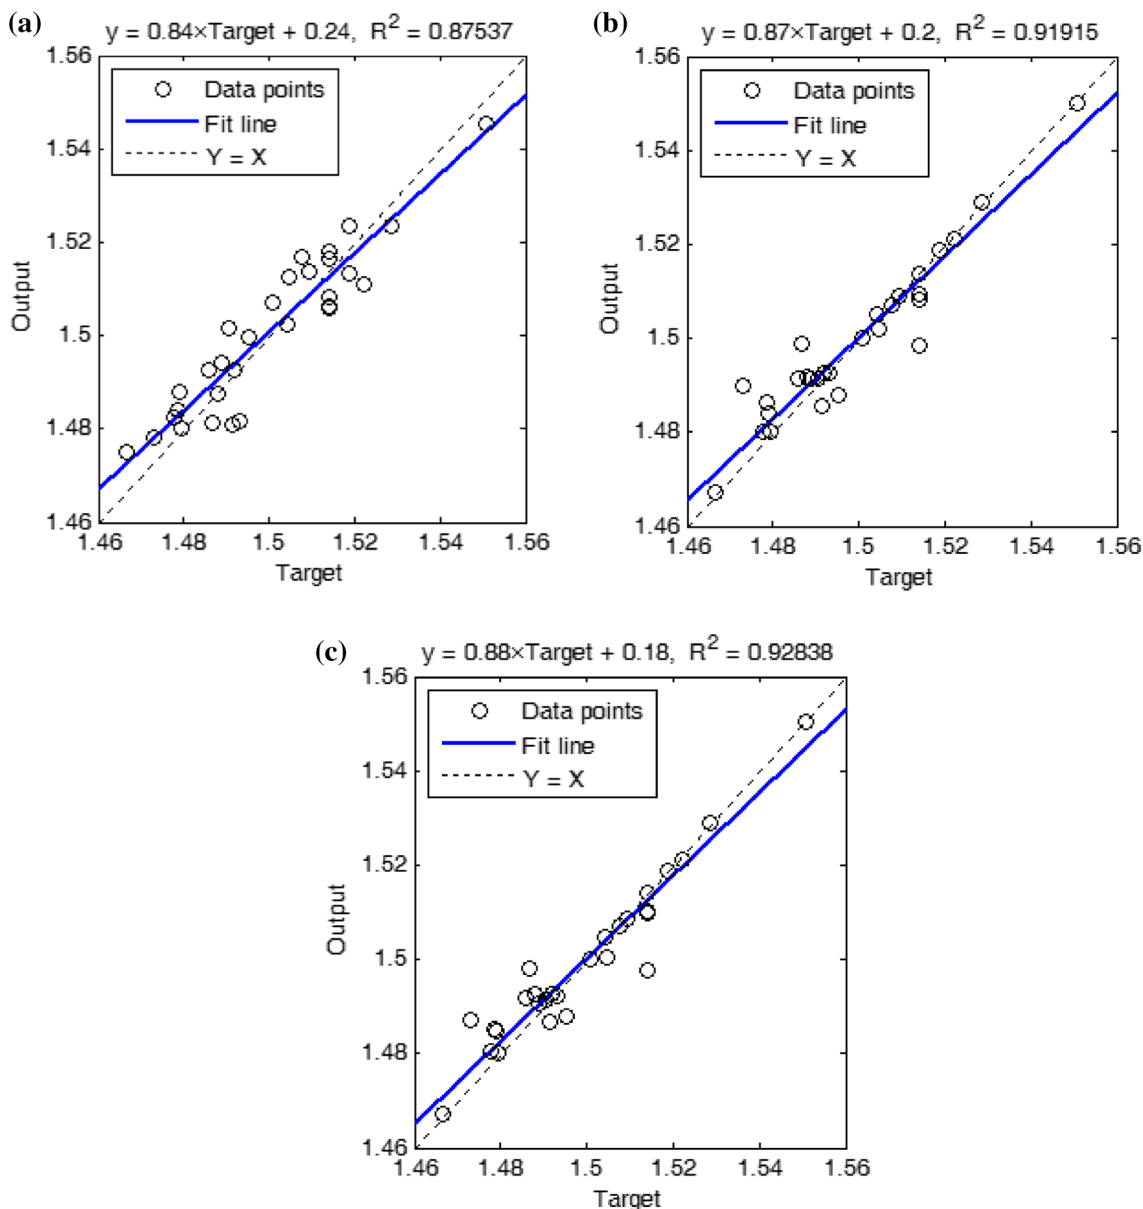 (a)
y = 0.84×Target + 0.24, R² = 0.87537
1.56
1.54
1.52
1.5
1.48
1.46
Output
Data points
Fit line
Y = X
1.46 1.48 1.5 1.52 1.54 1.56
Target
(b)
y = 0.87×Target + 0.2, R² = 0.91915
1.56
1.54
1.52
1.5
1.48
1.46
Output
Data points
Fit line
Y = X
1.46 1.48 1.5 1.52 1.54 1.56
Target
(c)
y = 0.88×Target + 0.18, R² = 0.92838
1.56
1.54
1.52
1.5
1.48
1.46
Output
Data points
Fit line
Y = X
1.46 1.48 1.5 1.52 1.54 1.56
Target